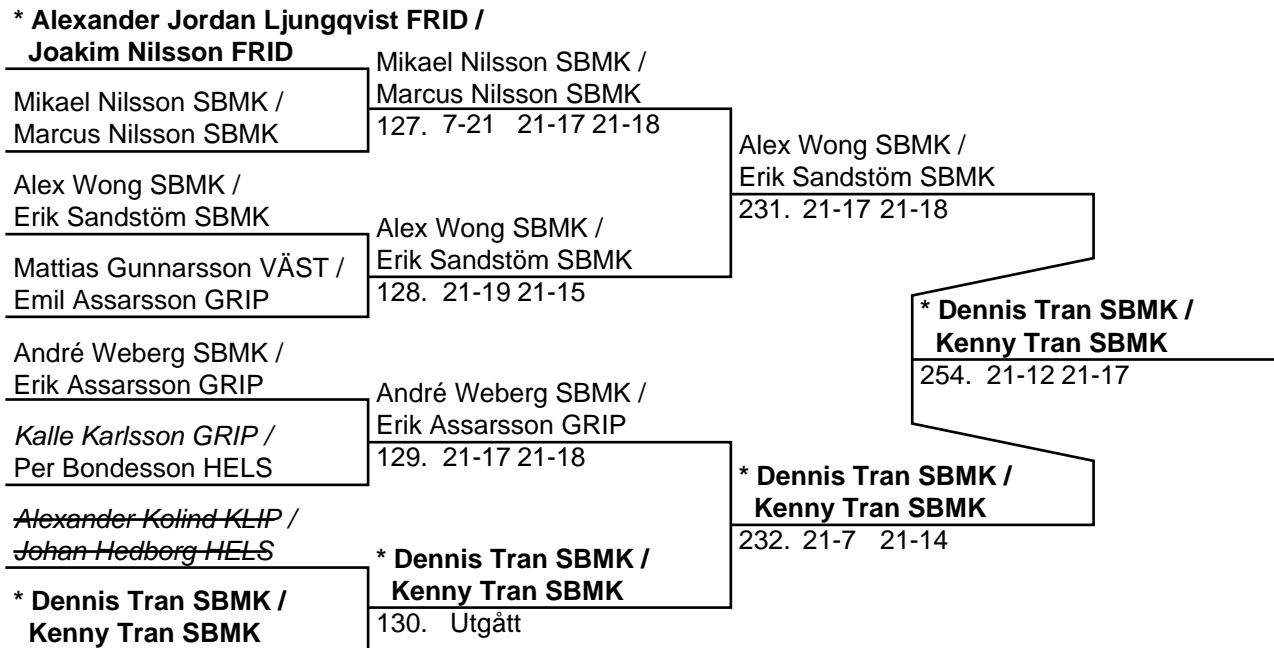 * Alexander Jordan Ljungqvist FRID /
Joakim Nilsson FRID
Mikael Nilsson SBMK /
Marcus Nilsson SBMK
Alex Wong SBMK /
Erik Sandstöm SBMK
Mattias Gunnarsson VÄST /
Emil Assarsson GRIP
André Weberg SBMK /
Erik Assarsson GRIP
Kalle Karlsson GRIP /
Per Bondesson HELS
Alexander Kolind KLIP /
Johan Hedborg HELS
* Dennis Tran SBMK /
Kenny Tran SBMK
Mikael Nilsson SBMK /
Marcus Nilsson SBMK
127. 7-21 21-17 21-18
Alex Wong SBMK /
Erik Sandstöm SBMK
128. 21-19 21-15
André Weberg SBMK /
Erik Assarsson GRIP
129. 21-17 21-18
* Dennis Tran SBMK /
Kenny Tran SBMK
130. Utgått
Alex Wong SBMK /
Erik Sandstöm SBMK
231. 21-17 21-18
* Dennis Tran SBMK /
Kenny Tran SBMK
232. 21-7 21-14
* Dennis Tran SBMK /
Kenny Tran SBMK
254. 21-12 21-17